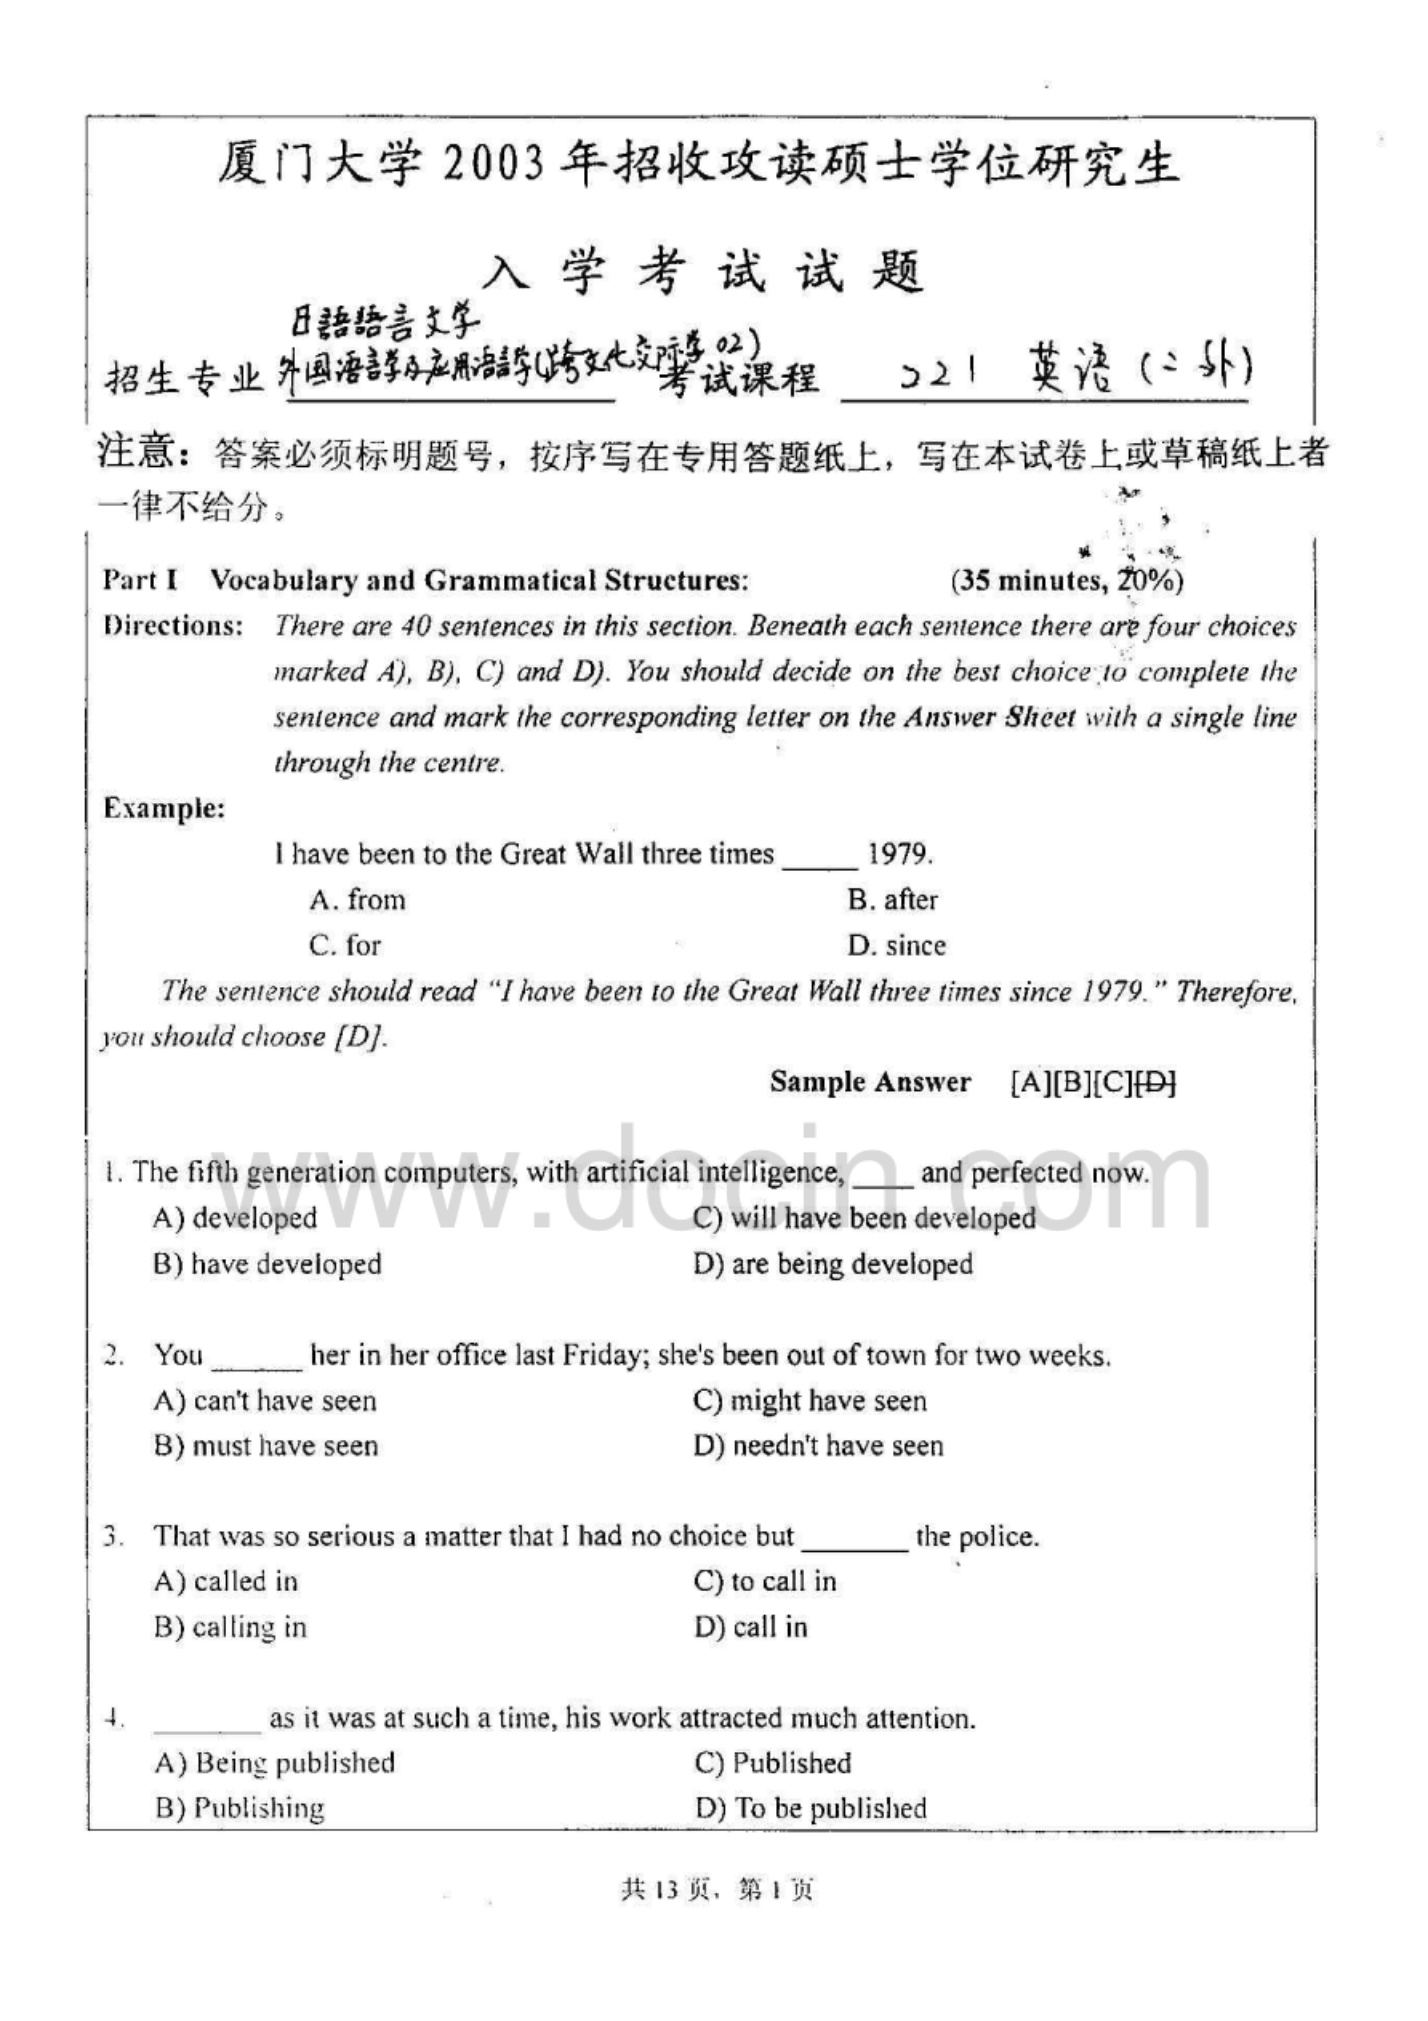 厦门大学 2003 年招收攻读硕士学位研究生
入 学 考 试 试 题
日語語言文学
招生专业 外国语言学及应用語言学(跨文化交际学02) 考试课程 221 英语(二外)
注意：答案必须标明题号，按序写在专用答题纸上，写在本试卷上或草稿纸上者
一律不给分。
Part I Vocabulary and Grammatical Structures: (35 minutes, 20%)
Directions: There are 40 sentences in this section. Beneath each sentence there are four choices
marked A), B), C) and D). You should decide on the best choice to complete the
sentence and mark the corresponding letter on the Answer Sheet with a single line
through the centre.
Example:
I have been to the Great Wall three times _____ 1979.
A. from B. after
C. for D. since
The sentence should read “I have been to the Great Wall three times since 1979.” Therefore,
you should choose [D].
Sample Answer [A][B][C][D]
www.docin.com
1. The fifth generation computers, with artificial intelligence, ____ and perfected now.
A) developed C) will have been developed
B) have developed D) are being developed
2. You ______ her in her office last Friday; she's been out of town for two weeks.
A) can't have seen C) might have seen
B) must have seen D) needn't have seen
3. That was so serious a matter that I had no choice but _______ the police.
A) called in C) to call in
B) calling in D) call in
4. _______ as it was at such a time, his work attracted much attention.
A) Being published C) Published
B) Publishing D) To be published
共 13 页，第 1 页